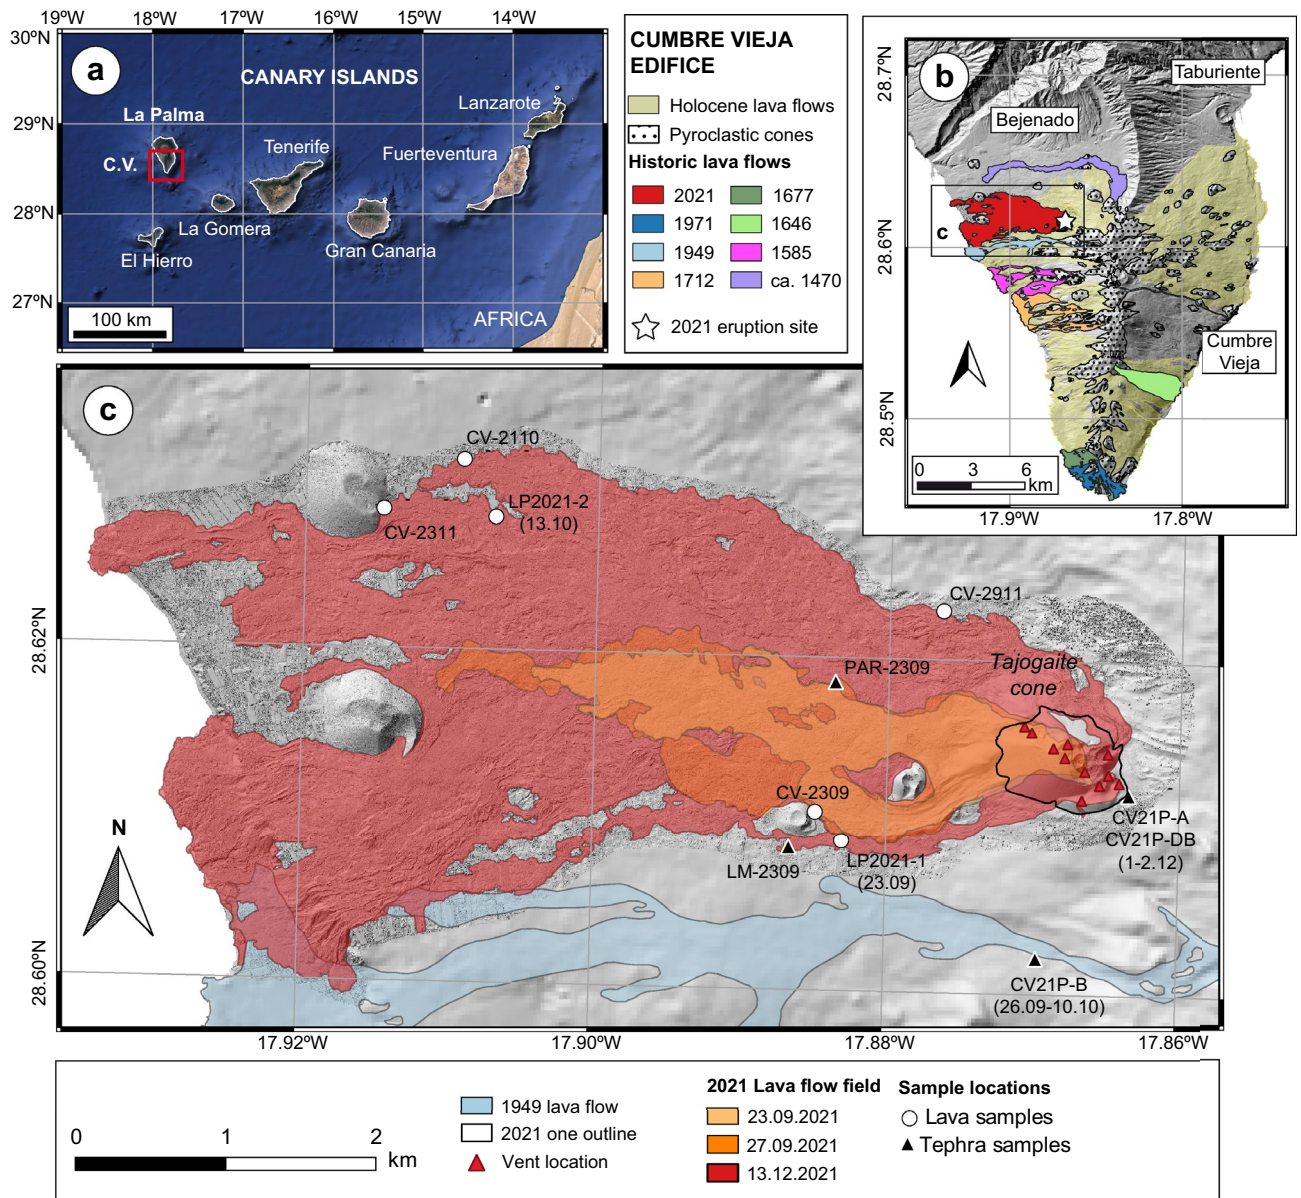 19ºW
18ºW
17ºW
16ºW
15ºW
14ºW
30ºN
29ºN
28ºN
27ºN
a
CANARY ISLANDS
La Palma
C.V.
Lanzarote
Tenerife
Fuerteventura
La Gomera
Gran Canaria
El Hierro
AFRICA
100 km
CUMBRE VIEJA
EDIFICE
Holocene lava flows
Pyroclastic cones
Historic lava flows
2021
1677
1971
1646
1949
1585
1712
ca. 1470
2021 eruption site
b
28.7ºN
28.6ºN
28.5ºN
Taburiente
Bejenado
c
Cumbre
Vieja
0 3 6
km
17.9ºW
17.8ºW
c
CV-2110
LP2021-2
(13.10)
CV-2311
CV-2911
28.62ºN
PAR-2309
Tajogaite
cone
CV-2309
CV21P-A
CV21P-DB
(1-2.12)
LM-2309
LP2021-1
(23.09)
N
28.60ºN
CV21P-B
(26.09-10.10)
17.92ºW
17.90ºW
17.88ºW
17.86ºW
0 1 2
km
1949 lava flow
2021 one outline
Vent location
2021 Lava flow field
23.09.2021
27.09.2021
13.12.2021
Sample locations
Lava samples
Tephra samples